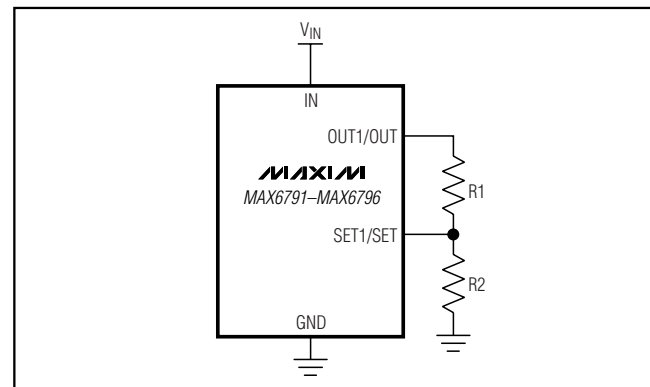 VIN
IN
OUT1/OUT
MAXIM
R1
MAX6791–MAX6796
SET1/SET
R2
GND